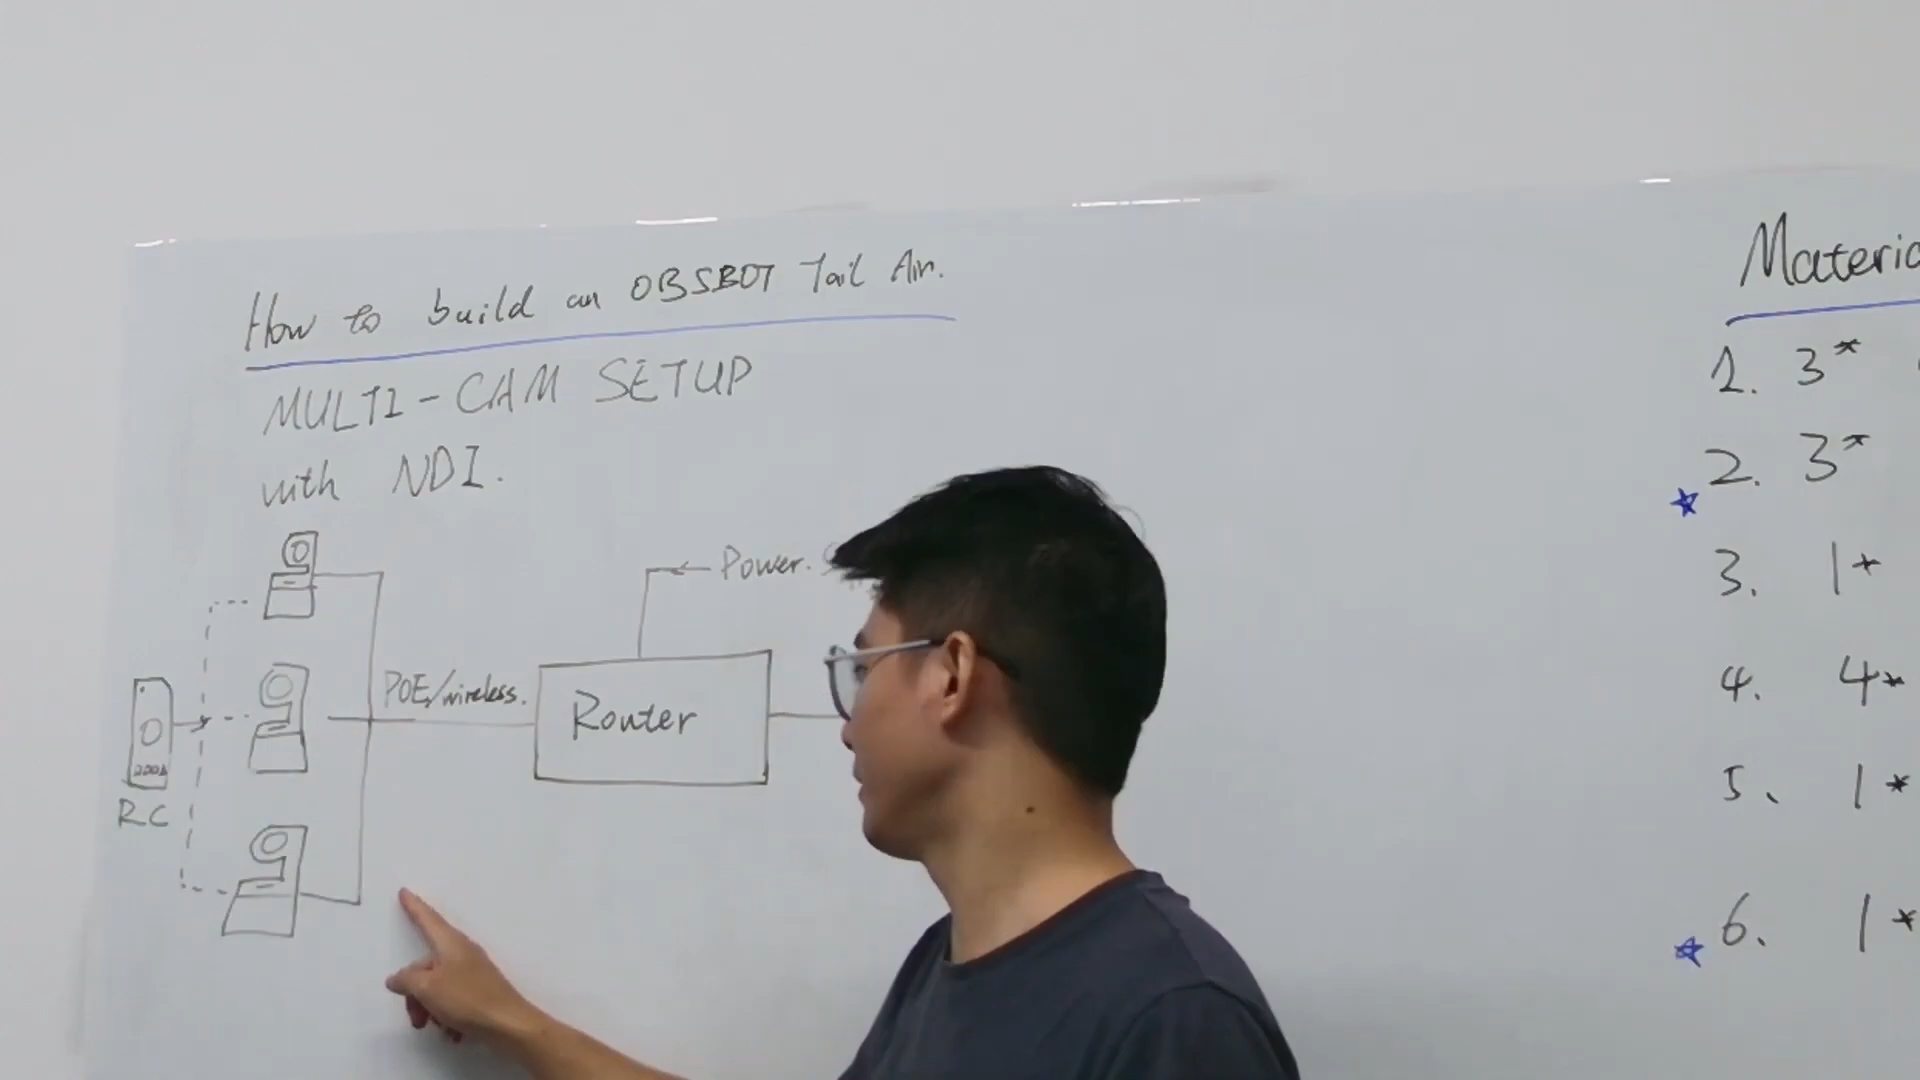 How to build an OBSBOT Tail Air.
MULTI-CAM SETUP
with NDI.
Power.
POE/wireless.
Router
RC
Materia
1. 3*
2. 3*
3. 1*
4. 4*
5、 1*
6、 1*